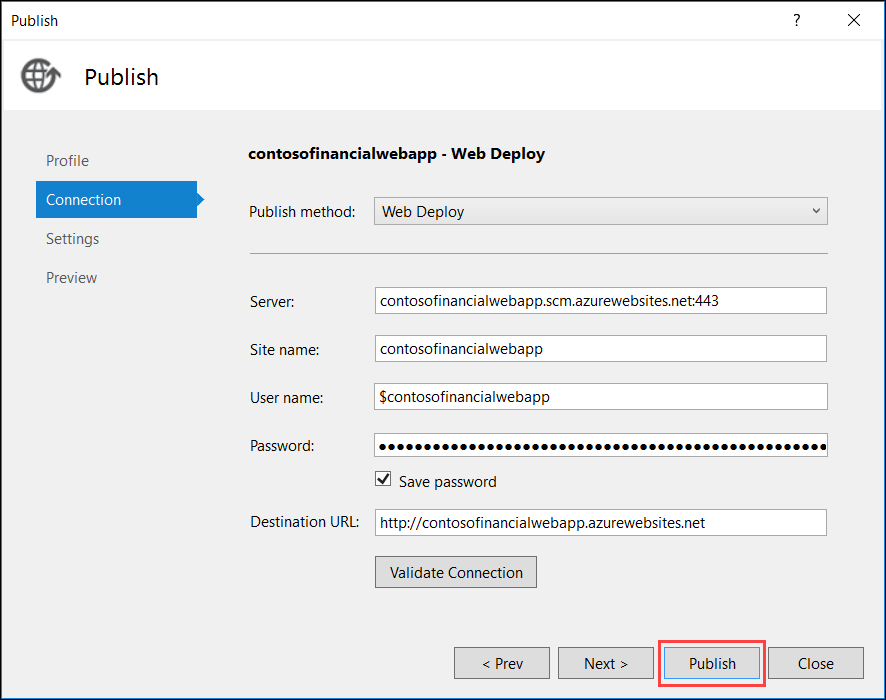 Publish ?
Publish
Profile
Connection
Settings
Preview
contosofinancialwebapp - Web Deploy
Publish method: Web Deploy
Server: contosofinancialwebapp.scm.azurewebsites.net:443
Site name: contosofinancialwebapp
User name: $contosofinancialwebapp
Password: ●●●●●●●●●●●●●●●●●●●●●●●●●●●●●●●●●●●●●●●●●●●●●●●●●●
Save password
Destination URL: http://contosofinancialwebapp.azurewebsites.net
Validate Connection
< Prev Next > Publish Close